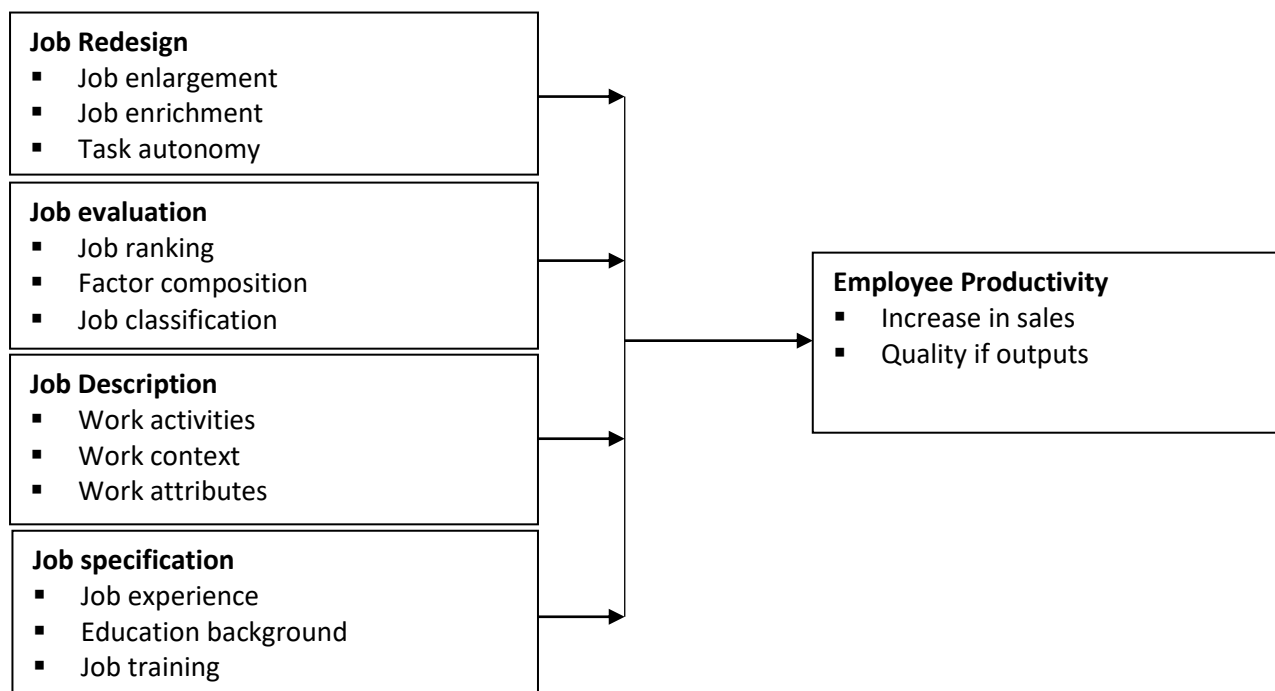 Job Redesign
▪ Job enlargement
▪ Job enrichment
▪ Task autonomy
Job evaluation
▪ Job ranking
▪ Factor composition
▪ Job classification
Job Description
▪ Work activities
▪ Work context
▪ Work attributes
Job specification
▪ Job experience
▪ Education background
▪ Job training
Employee Productivity
▪ Increase in sales
▪ Quality if outputs